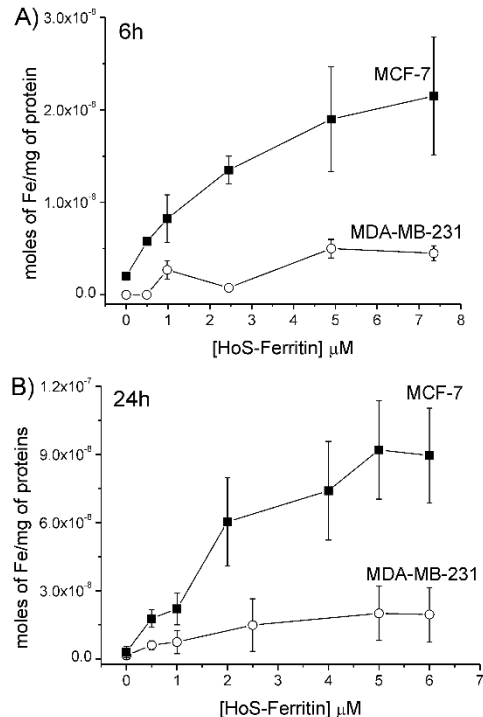 A)
6h
3.0x10⁻⁸
2.0x10⁻⁸
1.0x10⁻⁸
0.0
moles of Fe/mg of protein
MCF-7
MDA-MB-231
0 1 2 3 4 5 6 7 8
[HoS-Ferritin] μM
B)
24h
1.2x10⁻⁷
9.0x10⁻⁸
6.0x10⁻⁸
3.0x10⁻⁸
0.0
moles of Fe/mg of proteins
MCF-7
MDA-MB-231
0 1 2 3 4 5 6 7
[HoS-Ferritin] μM